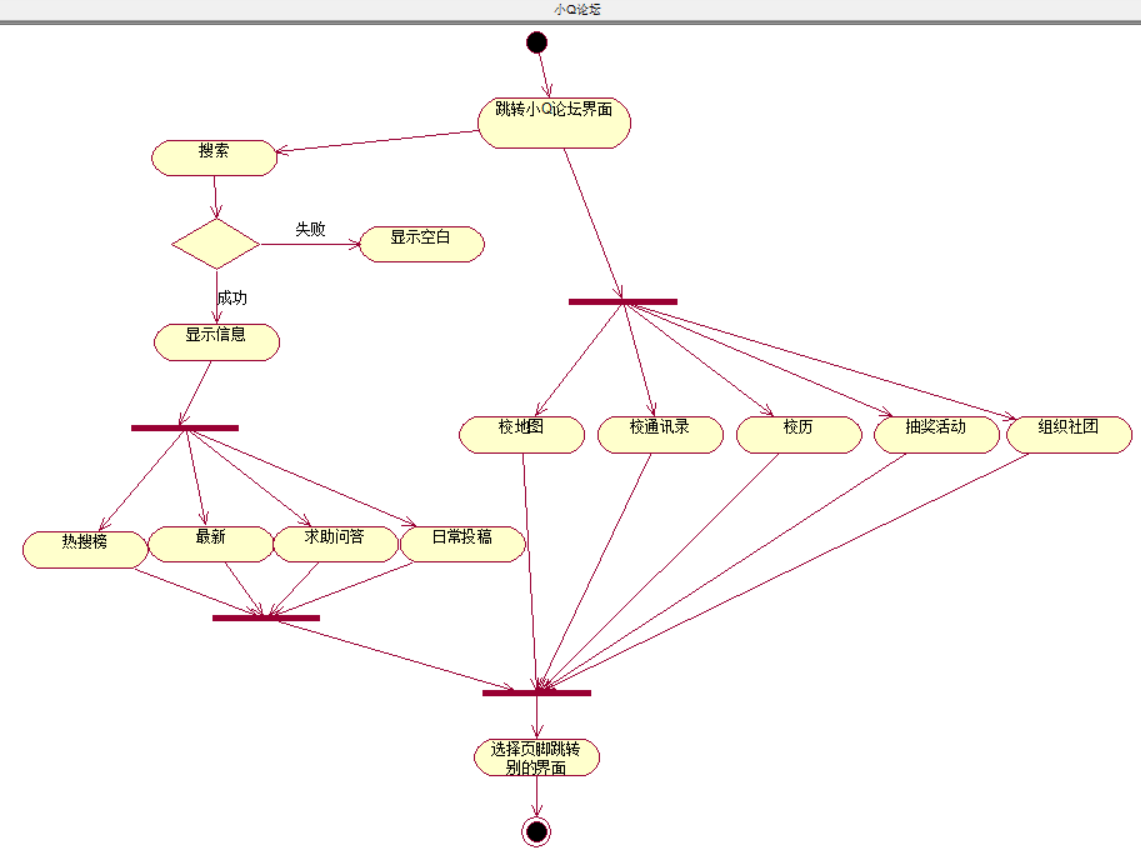 小Q论坛
跳转小Q论坛界面
搜索
失败
显示空白
成功
显示信息
校地图
校通讯录
校历
抽奖活动
组织社团
热搜榜
最新
求助问答
日常投稿
选择页脚跳转
别的界面